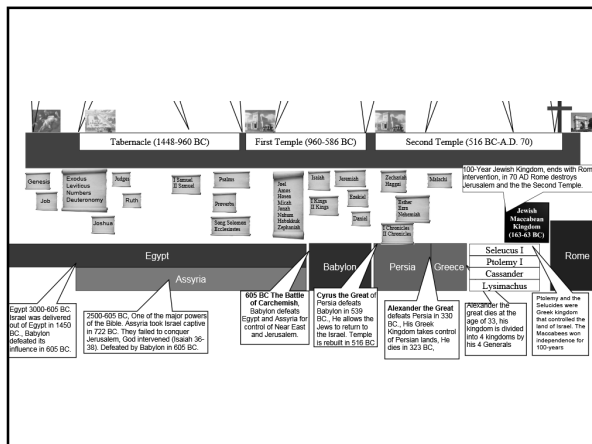 Tabernacle (1448-960 BC)
First Temple (960-586 BC)
Second Temple (516 BC-A.D. 70)
Genesis
Job
Exodus
Leviticus
Numbers
Deuteronomy
Joshua
Judges
Ruth
I Samuel
II Samuel
Psalms
Proverbs
Song Solomon
Ecclesiastes
Joel
Amos
Hosea
Micah
Jonah
Nahum
Habakkuk
Zephaniah
Isaiah
Jeremiah
I Kings
II Kings
Ezekiel
Daniel
Zechariah
Haggai
Malachi
Esther
Ezra
Nehemiah
I Chronicles
II Chronicles
100-Year Jewish Kingdom, ends with Rom
intervention, in 70 AD Rome destroys
Jerusalem and the the Second Temple.
Jewish
Maccabean
Kingdom
(163-63 BC)
Egypt
Assyria
Babylon
Persia
Greece
Seleucus I
Ptolemy I
Cassander
Lysimachus
Rome
Egypt 3000-605 BC.
Israel was delivered
out of Egypt in 1450
BC., Babylon
defeated its
influence in 605 BC.
2500-605 BC, One of the major powers
of the Bible. Assyria took Israel captive
in 722 BC. They failed to conquer
Jerusalem, God intervened (Isaiah 36-
38). Defeated by Babylon in 605 BC.
605 BC The Battle
of Carchemish,
Babylon defeats
Egypt and Assyria for
control of Near East
and Jerusalem.
Cyrus the Great of
Persia defeats
Babylon in 539
BC., He allows the
Jews to return to
the Israel. Temple
is rebuilt in 516 BC
Alexander the Great
defeats Persia in 330
BC., His Greek
Kingdom takes control
of Persian lands, He
dies in 323 BC,
Alexander the
great dies at the
age of 33, his
kingdom is divided
into 4 kingdoms by
his 4 Generals
Ptolemy and the
Selucides were
Greek kingdom
that controlled the
land of Israel. The
Maccabees won
independence for
100-years